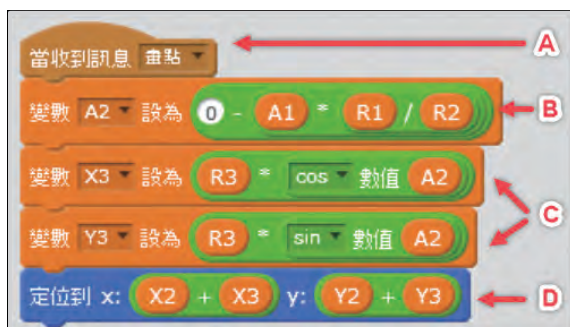 當收到訊息 畫點 A
變數 A2 設為 0 - A1 * R1 / R2 B
變數 X3 設為 R3 * cos 數值 A2
C
變數 Y3 設為 R3 * sin 數值 A2
定位到 x: X2 + X3 y: Y2 + Y3 D